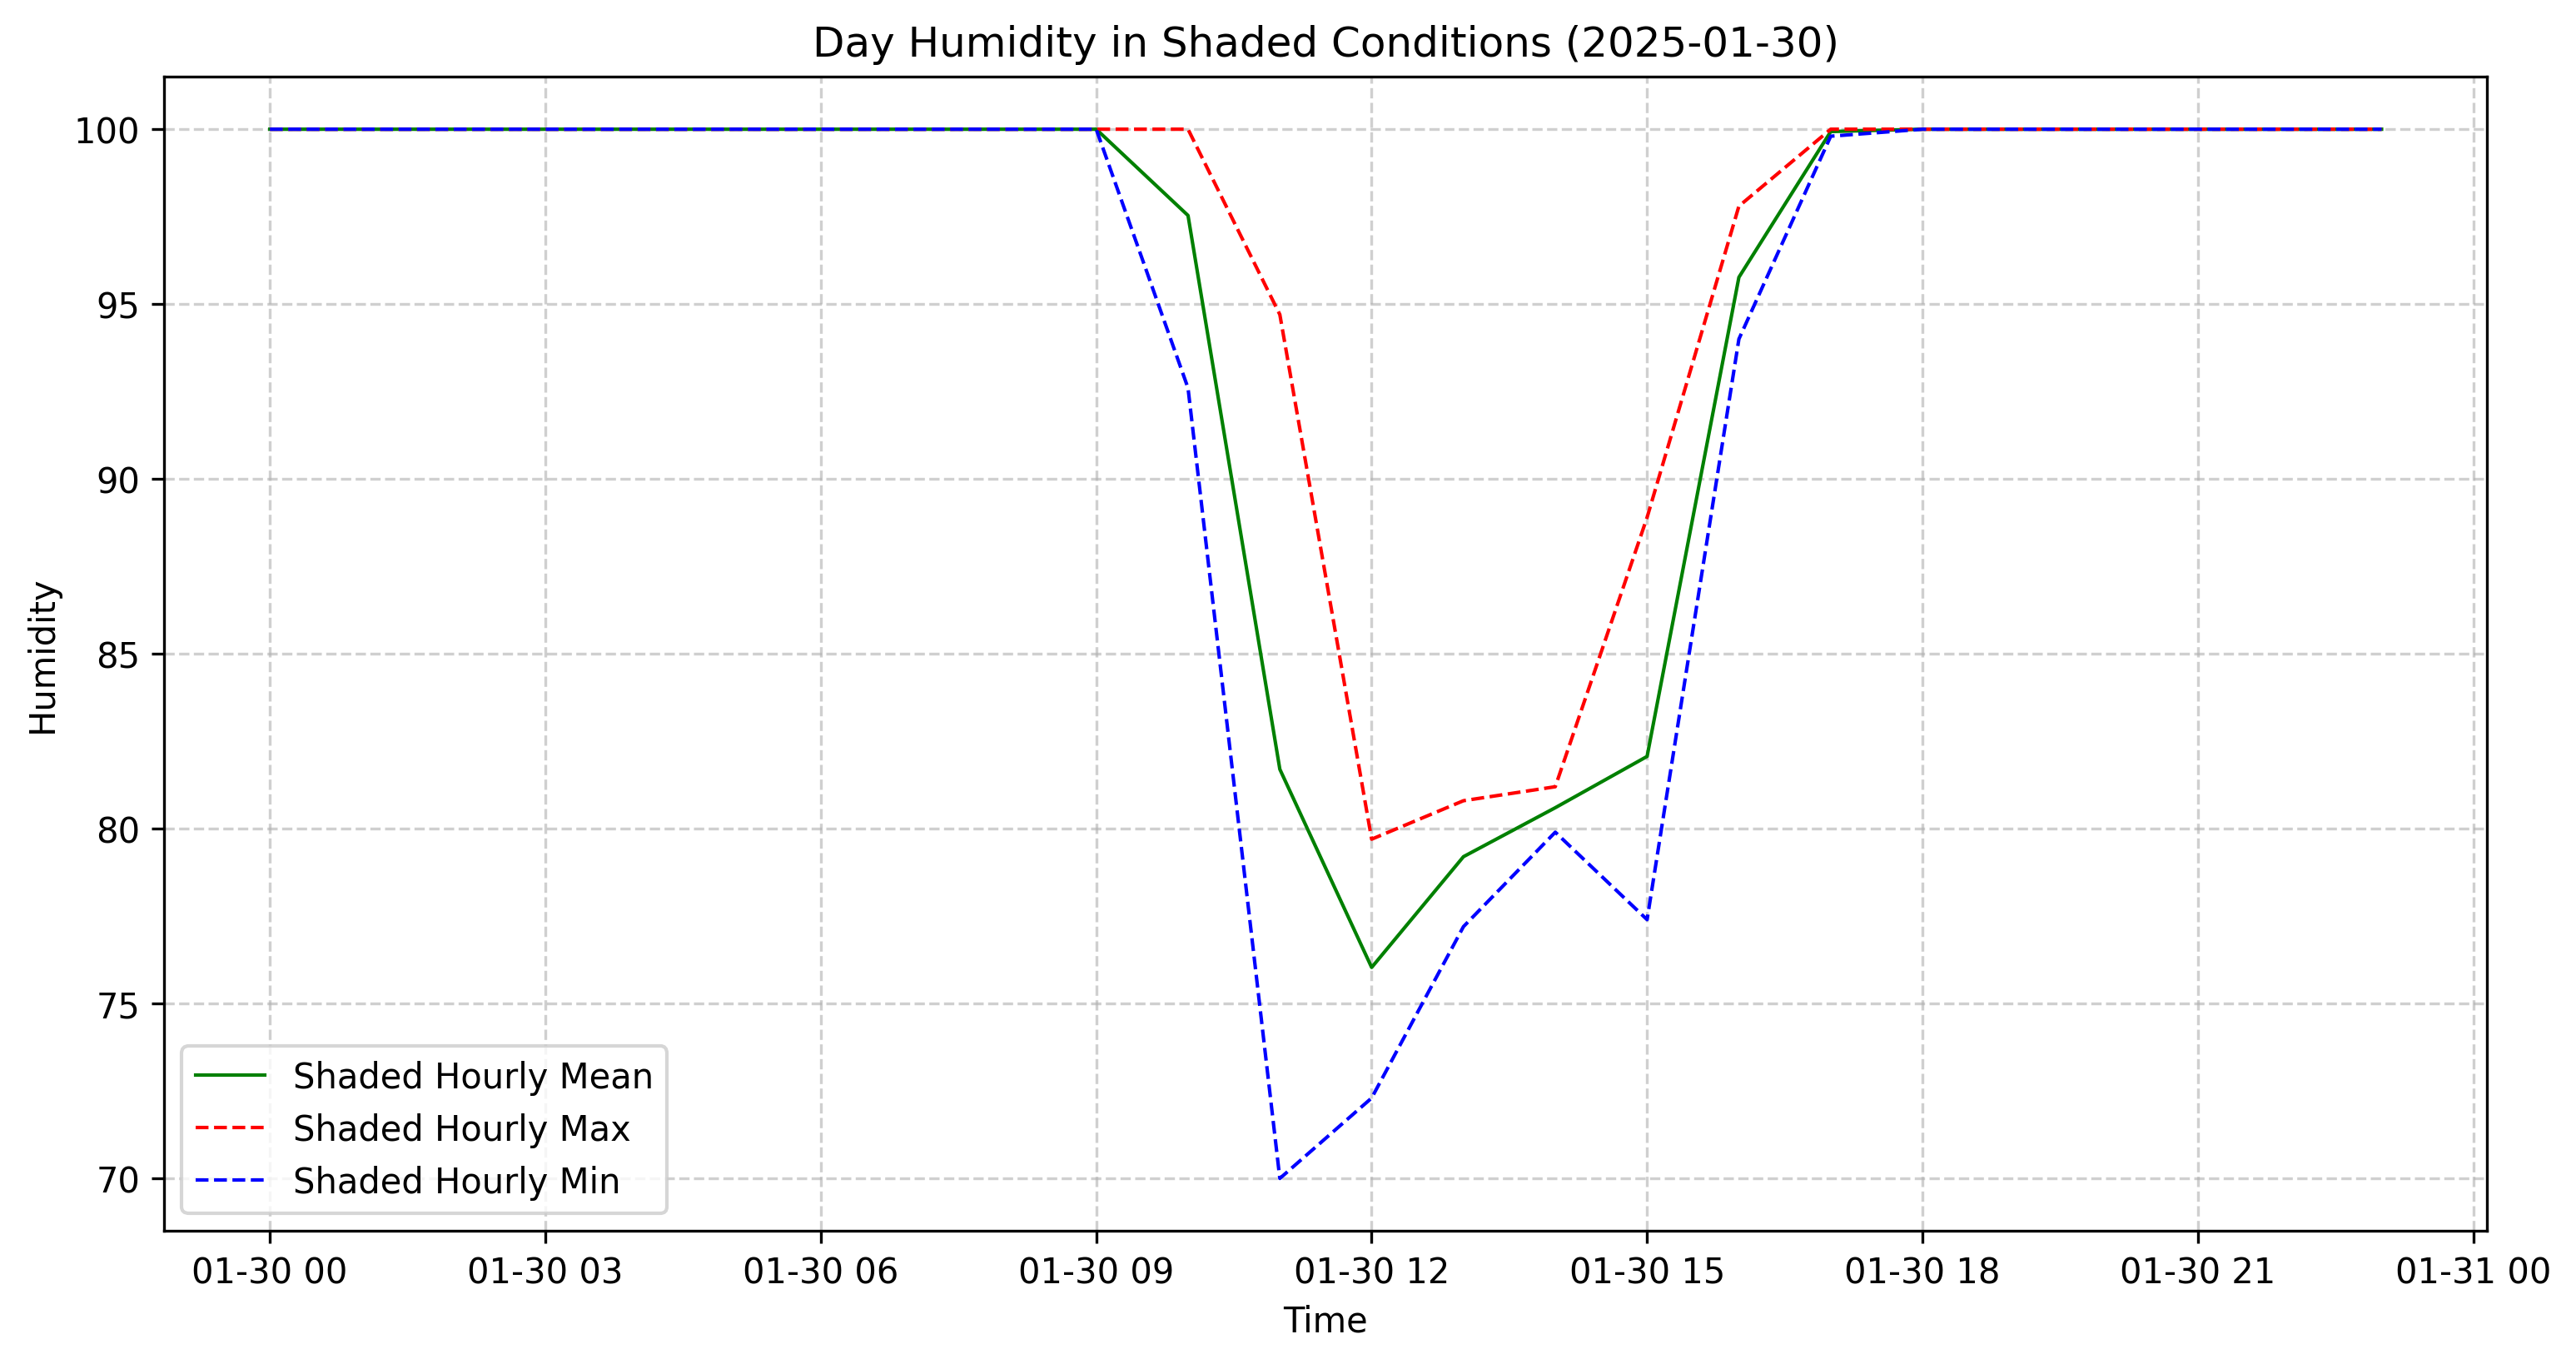 Day Humidity in Shaded Conditions (2025-01-30)
100
95
90
85
80
75
70
Humidity
Shaded Hourly Mean
Shaded Hourly Max
Shaded Hourly Min
01-30 00
01-30 03
01-30 06
01-30 09
01-30 12
01-30 15
01-30 18
01-30 21
01-31 00
Time